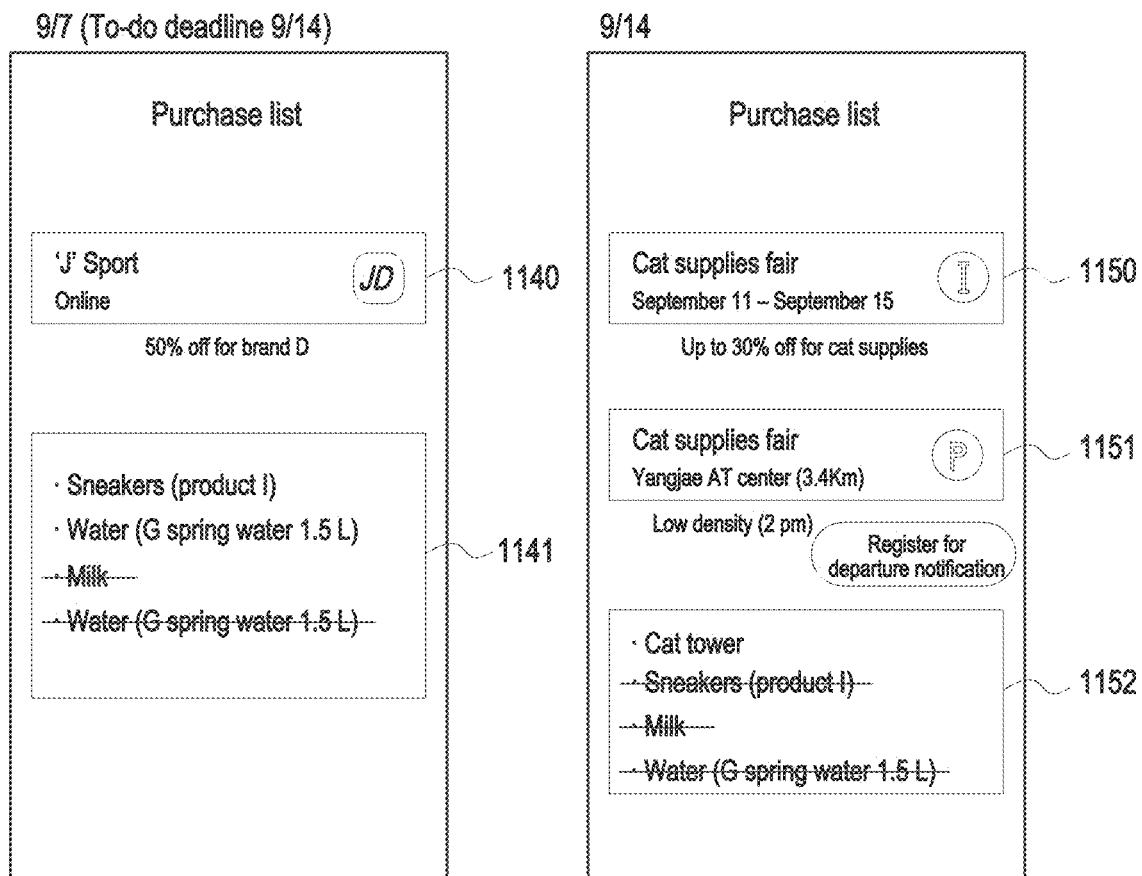 9/7 (To-do deadline 9/14)
Purchase list
'J' Sport
Online
JD
1140
50% off for brand D
· Sneakers (product I)
· Water (G spring water 1.5 L)
· Milk
· Water (G spring water 1.5 L)
1141
9/14
Purchase list
Cat supplies fair
September 11 – September 15
I
1150
Up to 30% off for cat supplies
Cat supplies fair
Yangjae AT center (3.4Km)
P
1151
Low density (2 pm)
Register for
departure notification
· Cat tower
· Sneakers (product I)
· Milk
· Water (G spring water 1.5 L)
1152